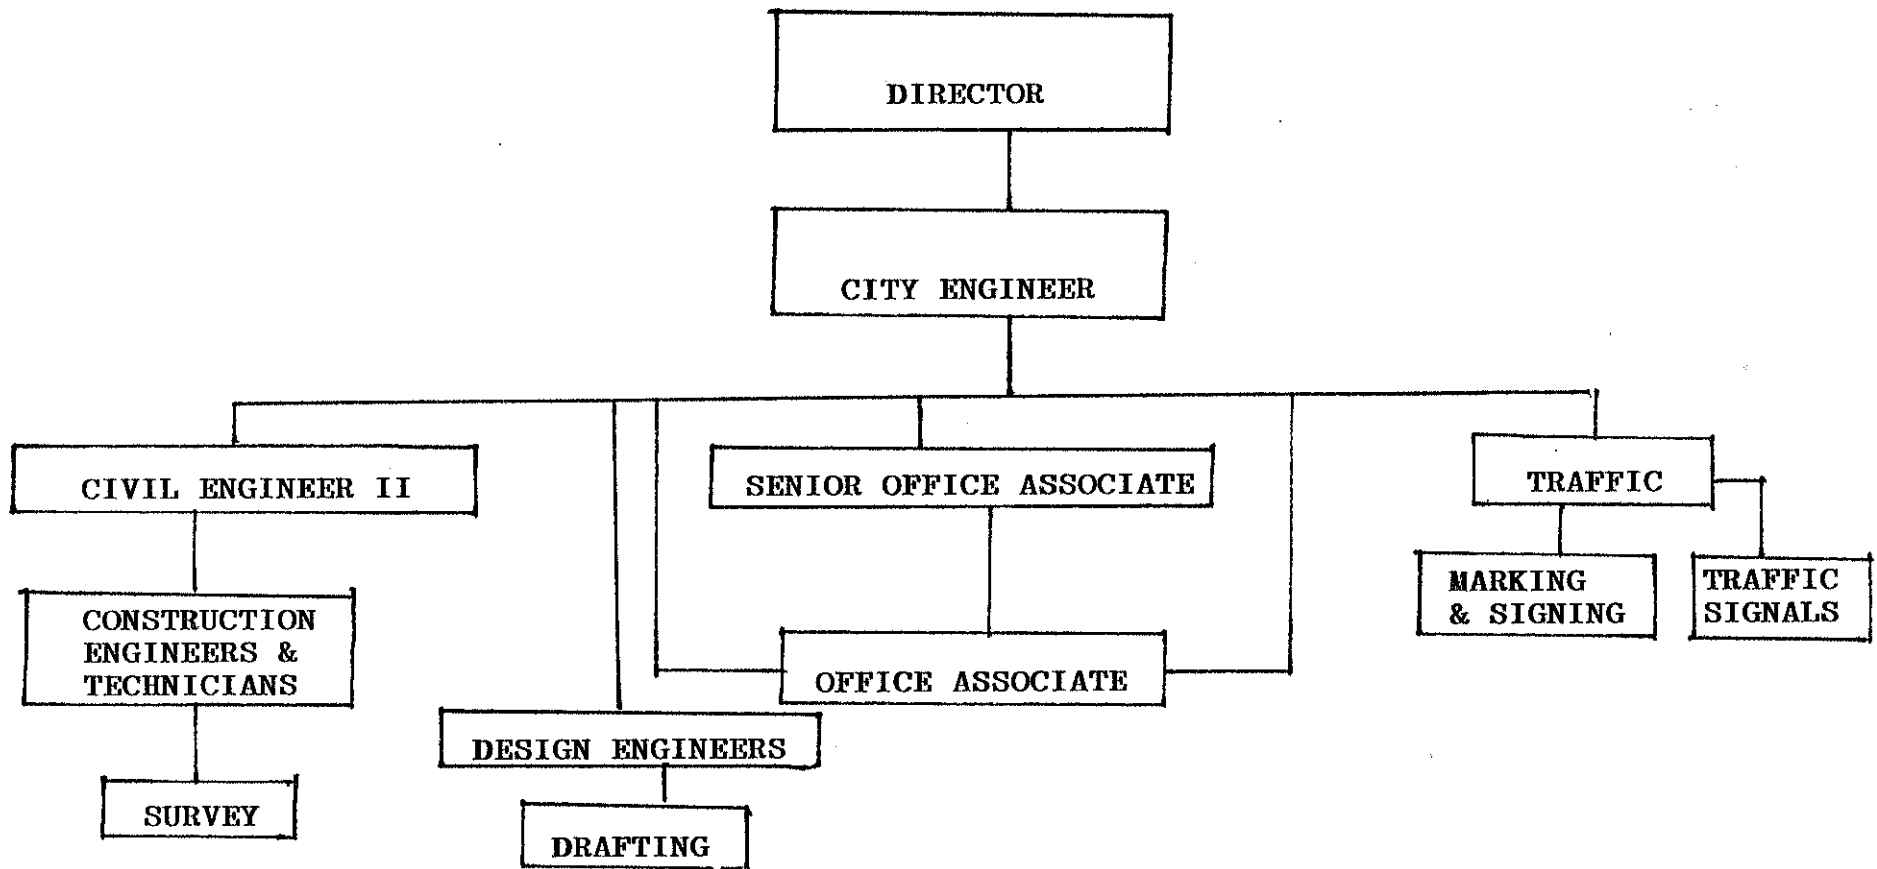 DIRECTOR
CITY ENGINEER
CIVIL ENGINEER II
SENIOR OFFICE ASSOCIATE
TRAFFIC
MARKING
& SIGNING
TRAFFIC
SIGNALS
CONSTRUCTION
ENGINEERS &
TECHNICIANS
OFFICE ASSOCIATE
DESIGN ENGINEERS
SURVEY
DRAFTING